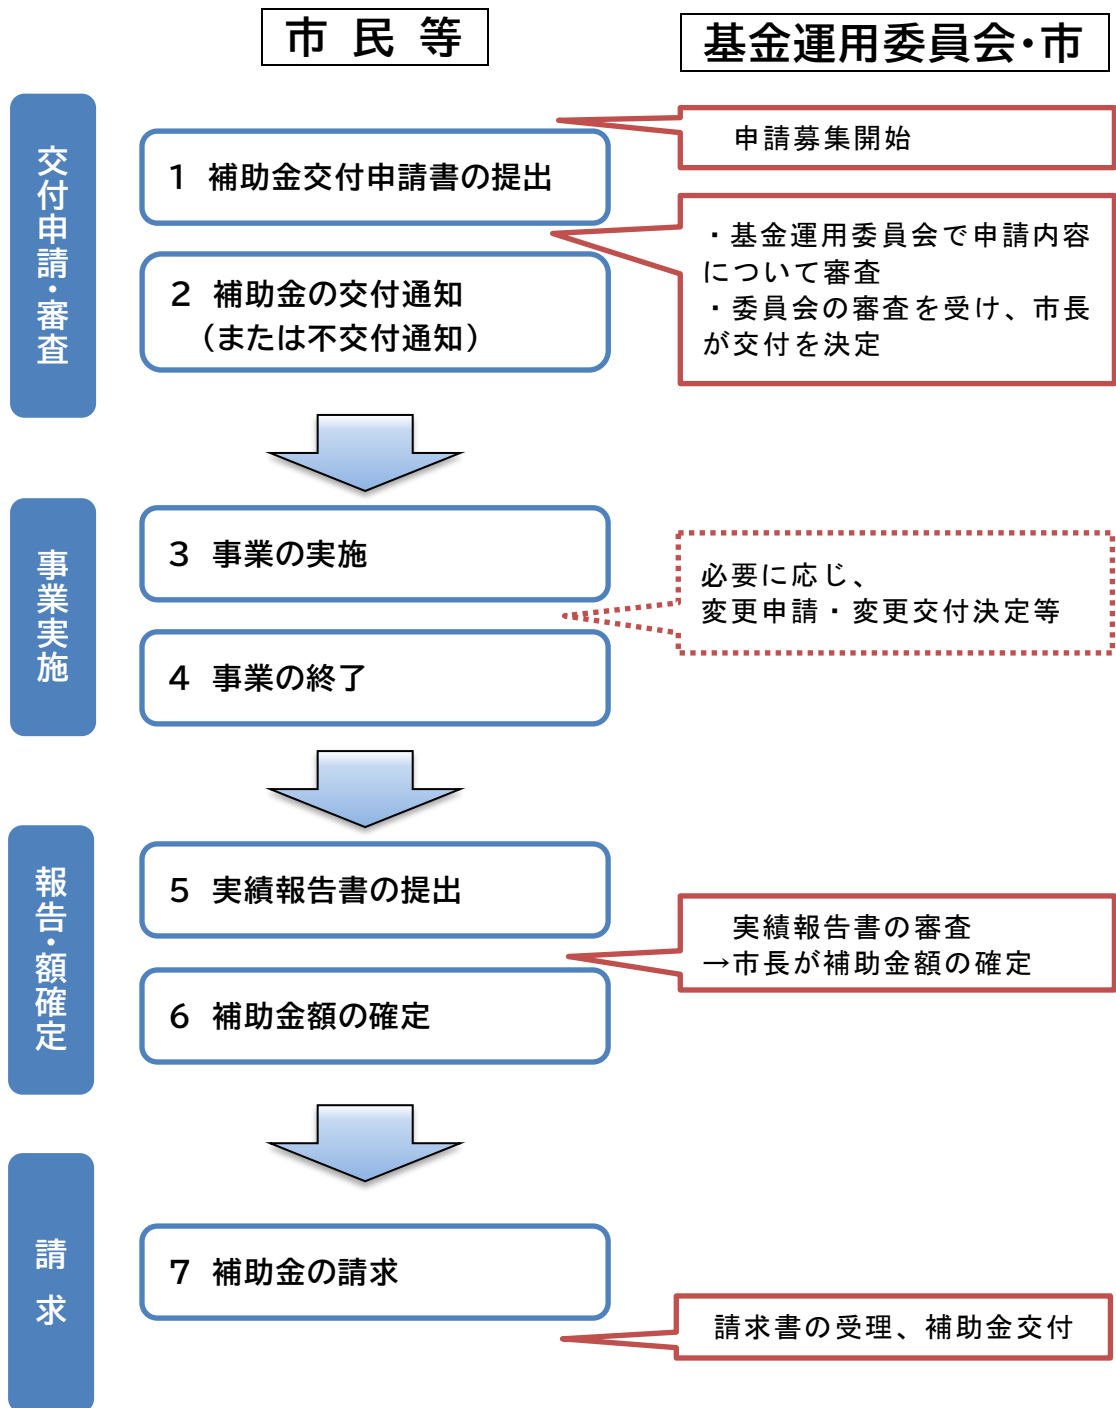 市 民 等
基金運用委員会・市
交付申請・審査
申請募集開始
1 補助金交付申請書の提出
・基金運用委員会で申請内容
について審査
・委員会の審査を受け、市長
が交付を決定
2 補助金の交付通知
(または不交付通知)
事業実施
3 事業の実施
必要に応じ、
変更申請・変更交付決定等
4 事業の終了
報告・額確定
5 実績報告書の提出
実績報告書の審査
→市長が補助金額の確定
6 補助金額の確定
請求
7 補助金の請求
請求書の受理、補助金交付